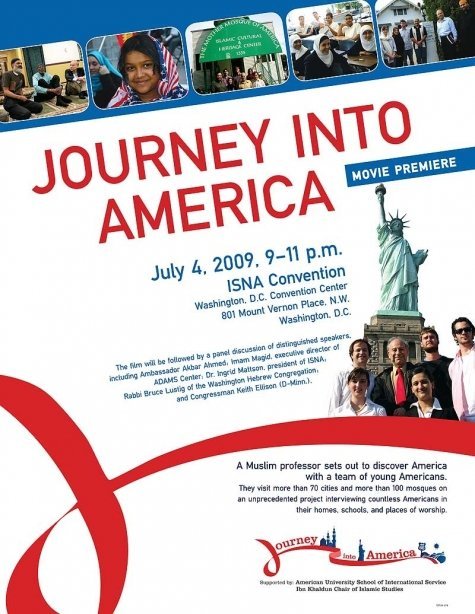 THE MOTHER MOSQUE OF AMERICA
ISLAMIC CULTURAL
&
HERITAGE CENTER
JOURNEY INTO
AMERICA
MOVIE PREMIERE
July 4, 2009, 9–11 p.m.
ISNA Convention
Washington, D.C. Convention Center
801 Mount Vernon Place, N.W.
Washington, D.C.
The film will be followed by a panel discussion of distinguished speakers,
including Ambassador Akbar Ahmed; Imam Magid, executive director of
ADAMS Center; Dr. Ingrid Mattson, president of ISNA;
Rabbi Bruce Lustig of the Washington Hebrew Congregation;
and Congressman Keith Ellison (D-Minn.).
A Muslim professor sets out to discover America
with a team of young Americans.
They visit more than 70 cities and more than 100 mosques on
an unprecedented project interviewing countless Americans in
their homes, schools, and places of worship.
Journey
into America
Supported by: American University School of International Service
Ibn Khaldun Chair of Islamic Studies